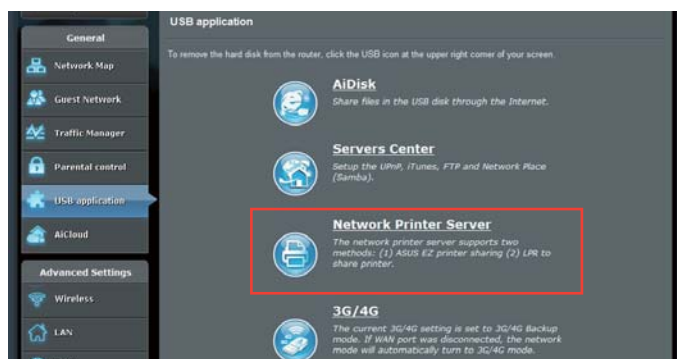 USB application
General
To remove the hard disk from the router, click the USB icon at the upper right corner of your screen.
Network Map
AiDisk
Share files in the USB disk through the Internet.
Guest Network
Traffic Manager
Servers Center
Setup the UPnP, iTunes, FTP and Network Place
(Samba).
Parental control
USB application
Network Printer Server
The network printer server supports two
methods: (1) ASUS EZ printer sharing (2) LPR to
share printer.
AiCloud
Advanced Settings
Wireless
3G/4G
The current 3G/4G setting is set to 3G/4G Backup
mode. If WAN port was disconnected, the network
mode will automatically turn to 3G/4G mode.
LAN